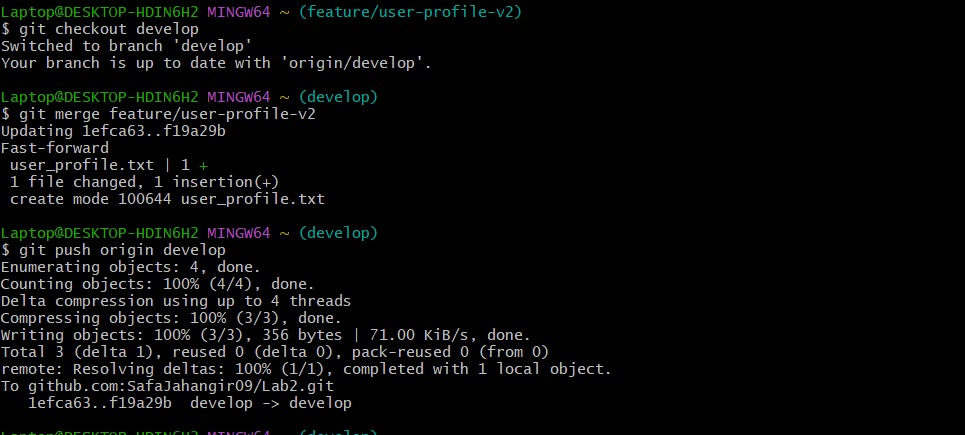 Laptop@DESKTOP-HDIN6H2 MINGW64 ~ (feature/user-profile-v2)
$ git checkout develop
Switched to branch 'develop'
Your branch is up to date with 'origin/develop'.
Laptop@DESKTOP-HDIN6H2 MINGW64 ~ (develop)
$ git merge feature/user-profile-v2
Updating 1efca63..f19a29b
Fast-forward
 user_profile.txt | 1 +
 1 file changed, 1 insertion(+)
 create mode 100644 user_profile.txt
Laptop@DESKTOP-HDIN6H2 MINGW64 ~ (develop)
$ git push origin develop
Enumerating objects: 4, done.
Counting objects: 100% (4/4), done.
Delta compression using up to 4 threads
Compressing objects: 100% (3/3), done.
Writing objects: 100% (3/3), 356 bytes | 71.00 KiB/s, done.
Total 3 (delta 1), reused 0 (delta 0), pack-reused 0 (from 0)
remote: Resolving deltas: 100% (1/1), completed with 1 local object.
To github.com:SafaJahangir09/Lab2.git
   1efca63..f19a29b  develop -> develop
Laptop@DESKTOP-HDIN6H2 MINGW64 ~ (develop)